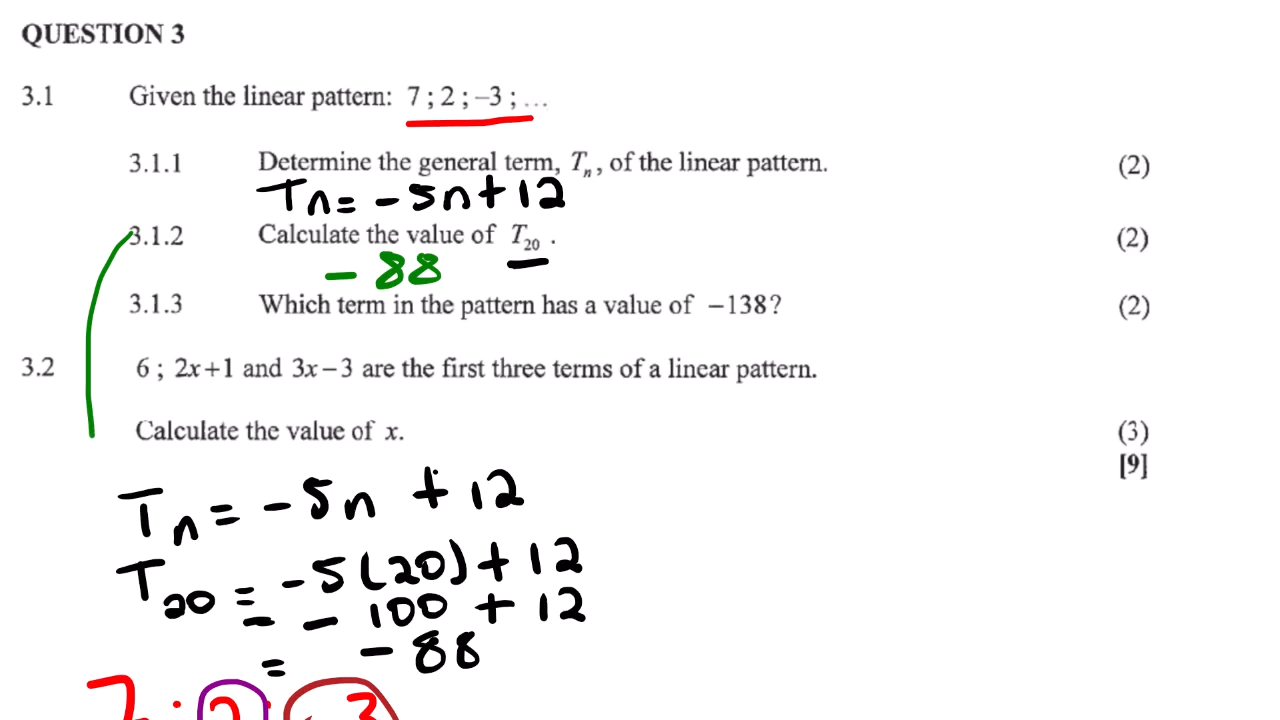 QUESTION 3
3.1 Given the linear pattern: 7 ; 2 ; –3 ; ...
3.1.1 Determine the general term, Tₙ, of the linear pattern. (2)
Tn = -5n + 12
3.1.2 Calculate the value of T₂₀ . (2)
- 88
3.1.3 Which term in the pattern has a value of –138? (2)
3.2 6 ; 2x+1 and 3x–3 are the first three terms of a linear pattern.
Calculate the value of x. (3)
[9]
Tn = -5n + 12
T20 = -5(20) + 12
- 100 + 12
= - 88
7 ; 2 ; -3